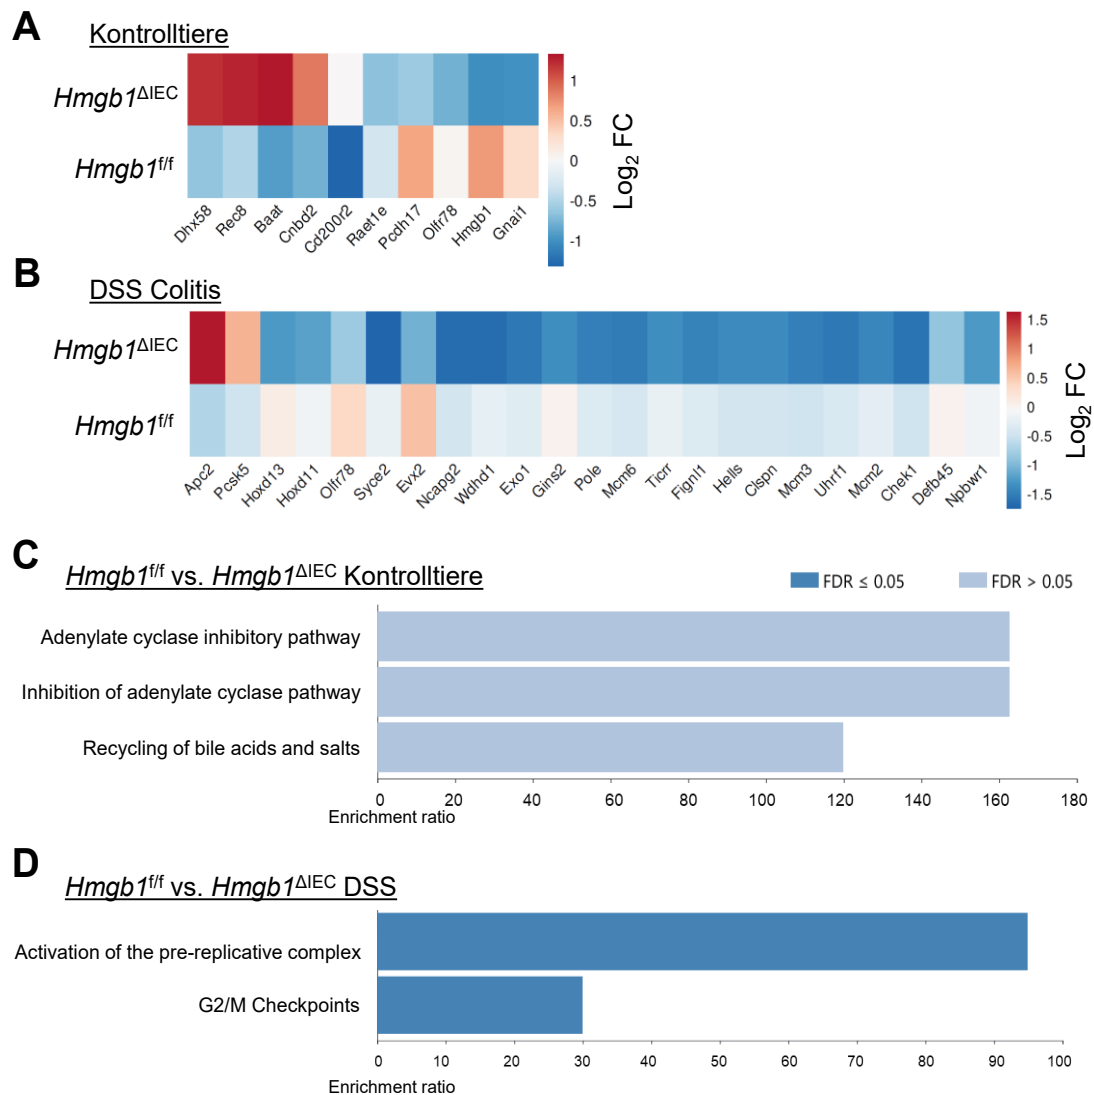 A
Kontrolltiere
Hmgb1ΔIEC
Hmgb1f/f
Dhx58 Rec8 Baat Cnbd2 Cd200r2 Raet1e Pcdh17 Olfr78 Hmgb1 Gnai1
1
0.5
0
-0.5
-1
Log2 FC
B
DSS Colitis
Hmgb1ΔIEC
Hmgb1f/f
Apc2 Pcsk5 Hoxd13 Hoxd11 Olfr78 Syce2 Evx2 Ncapg2 Wdhd1 Exo1 Gins2 Pole Mcm6 Ticrr Fignl1 Hells Clspn Mcm3 Uhrf1 Mcm2 Chek1 Defb45 Npbwr1
1.5
1
0.5
0
-0.5
-1
-1.5
Log2 FC
C
Hmgb1f/f vs. Hmgb1ΔIEC Kontrolltiere
FDR ≤ 0.05 FDR > 0.05
Adenylate cyclase inhibitory pathway
Inhibition of adenylate cyclase pathway
Recycling of bile acids and salts
0 20 40 60 80 100 120 140 160 180
Enrichment ratio
D
Hmgb1f/f vs. Hmgb1ΔIEC DSS
Activation of the pre-replicative complex
G2/M Checkpoints
0 10 20 30 40 50 60 70 80 90 100
Enrichment ratio